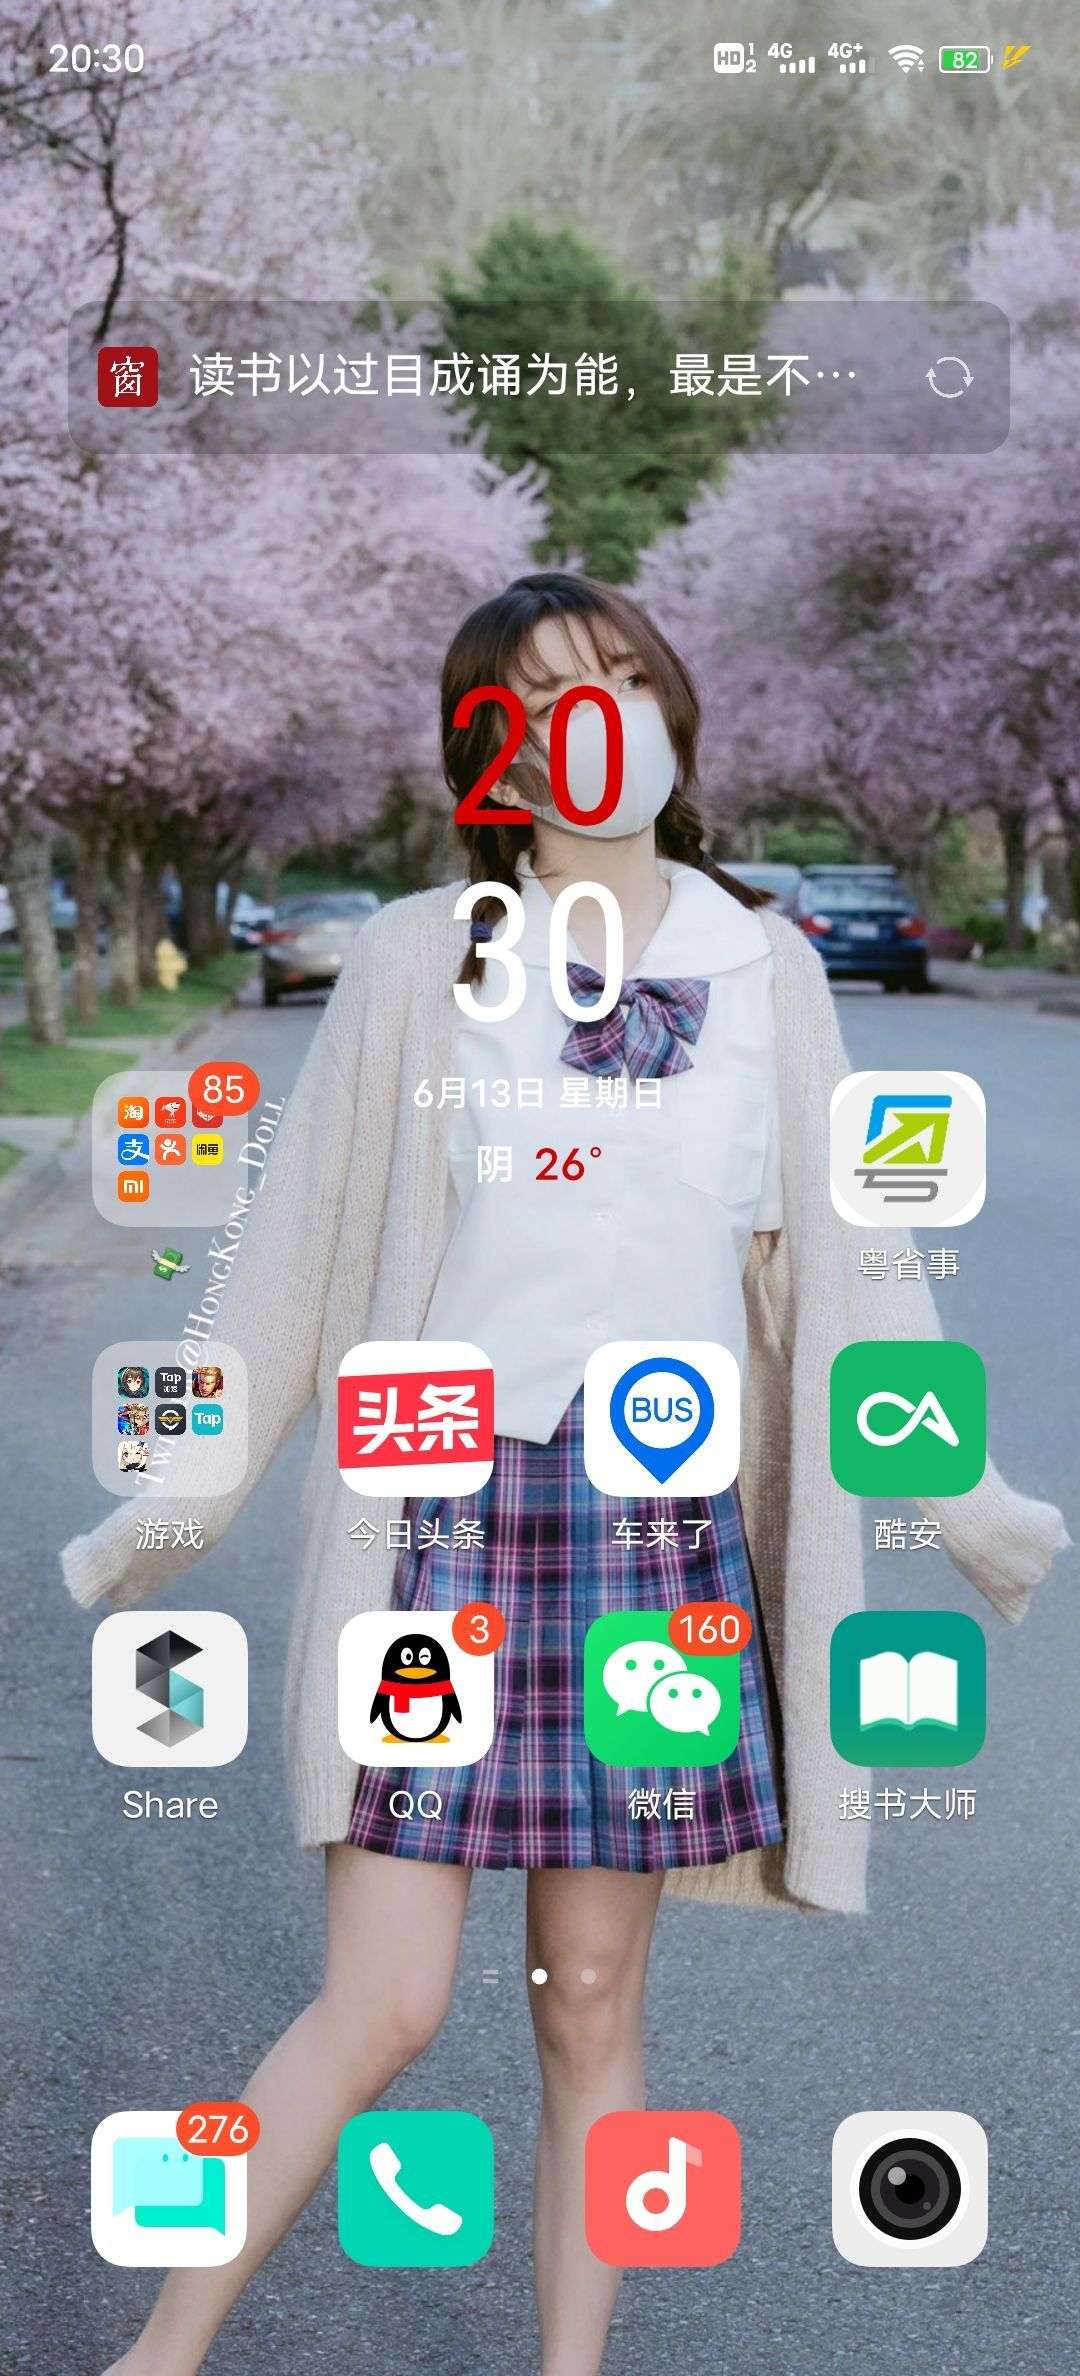 20:30
HD 1 2 4G 4G+ 82
窗 读书以过目成诵为能，最是不…
20
30
6月13日 星期日
阴 26°
85
淘
支
闲鱼
mi
粤省事
@HongKong_Doll
Tap
Tap
头条
BUS
游戏
今日头条
车来了
酷安
3
160
Share
QQ
微信
搜书大师
276